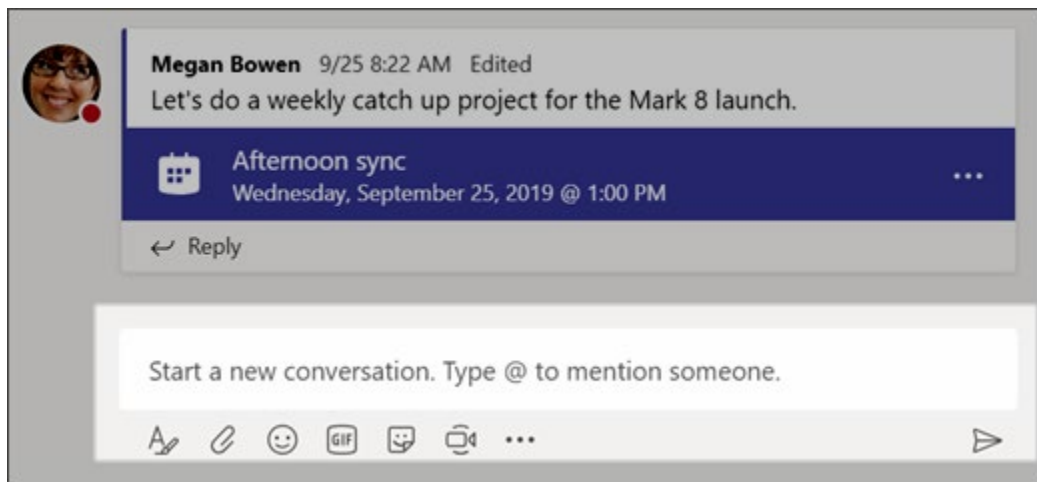 Megan Bowen 9/25 8:22 AM Edited
Let's do a weekly catch up project for the Mark 8 launch.
Afternoon sync
Wednesday, September 25, 2019 @ 1:00 PM
Reply
Start a new conversation. Type @ to mention someone.
GIF